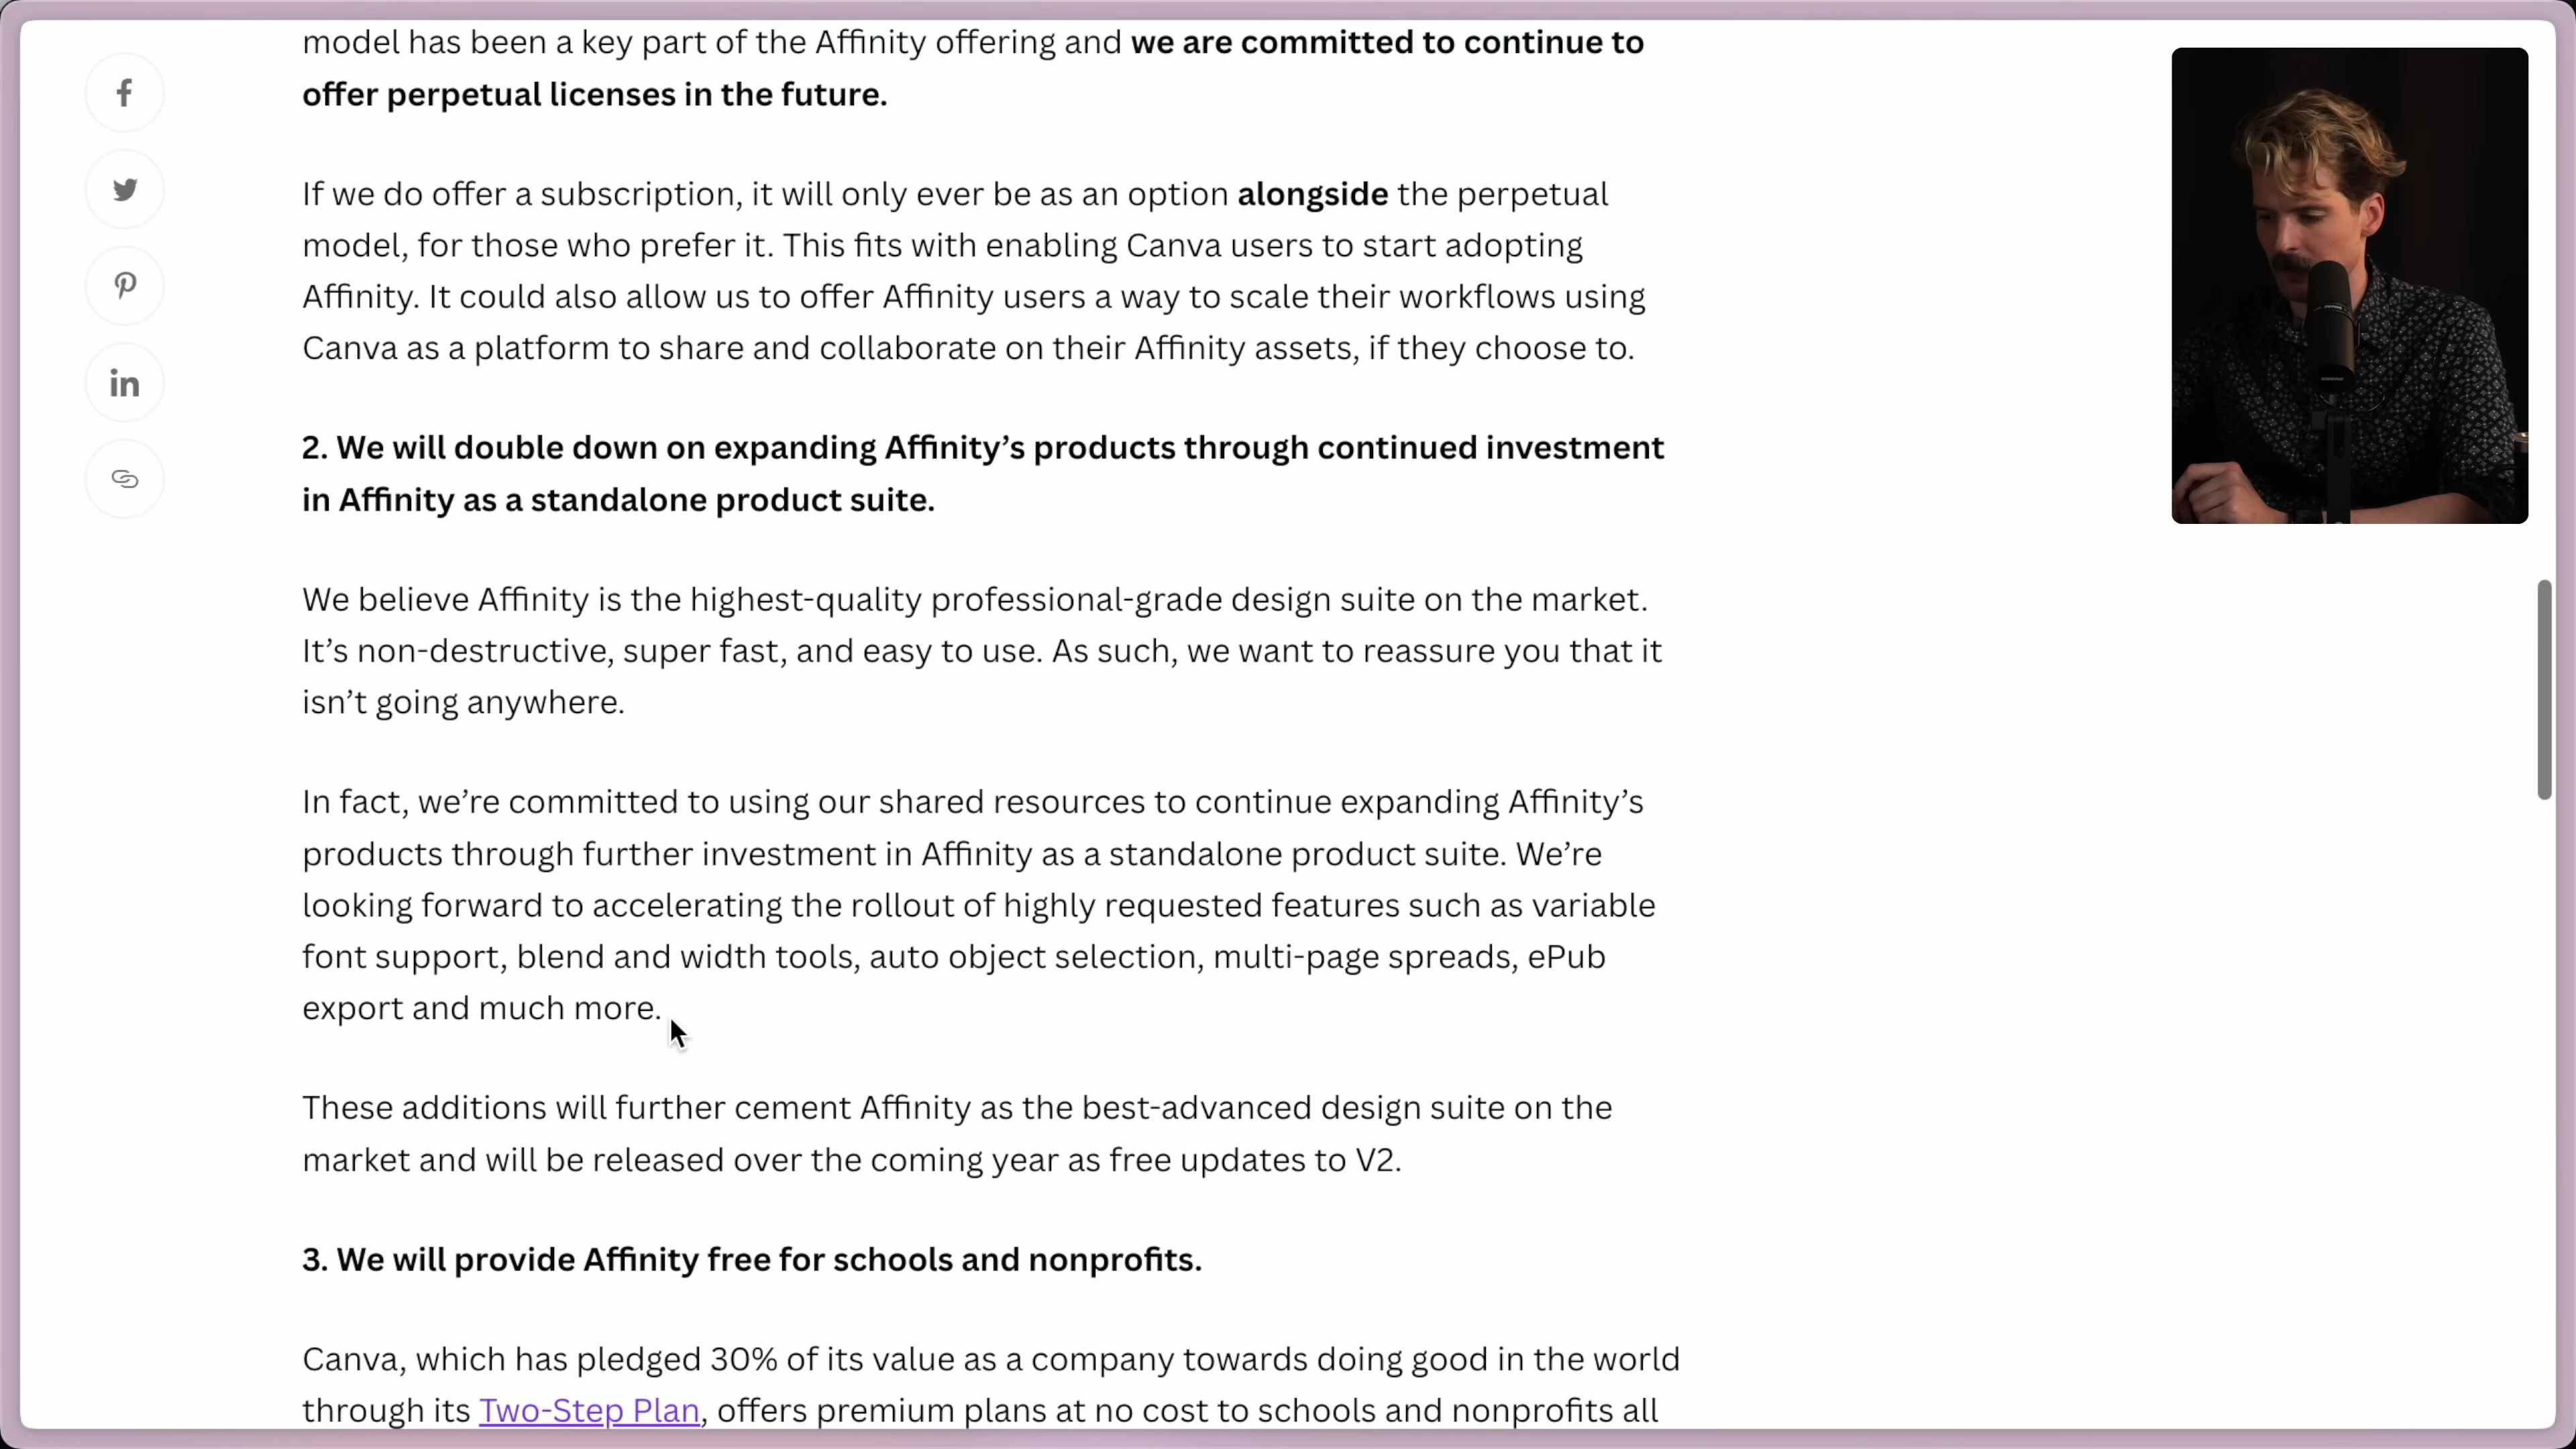 model has been a key part of the Affinity offering and we are committed to continue to
offer perpetual licenses in the future.
If we do offer a subscription, it will only ever be as an option alongside the perpetual
model, for those who prefer it. This fits with enabling Canva users to start adopting
Affinity. It could also allow us to offer Affinity users a way to scale their workflows using
Canva as a platform to share and collaborate on their Affinity assets, if they choose to.
2. We will double down on expanding Affinity’s products through continued investment
in Affinity as a standalone product suite.
We believe Affinity is the highest-quality professional-grade design suite on the market.
It’s non-destructive, super fast, and easy to use. As such, we want to reassure you that it
isn’t going anywhere.
In fact, we’re committed to using our shared resources to continue expanding Affinity’s
products through further investment in Affinity as a standalone product suite. We’re
looking forward to accelerating the rollout of highly requested features such as variable
font support, blend and width tools, auto object selection, multi-page spreads, ePub
export and much more.
These additions will further cement Affinity as the best-advanced design suite on the
market and will be released over the coming year as free updates to V2.
3. We will provide Affinity free for schools and nonprofits.
Canva, which has pledged 30% of its value as a company towards doing good in the world
through its Two-Step Plan, offers premium plans at no cost to schools and nonprofits all